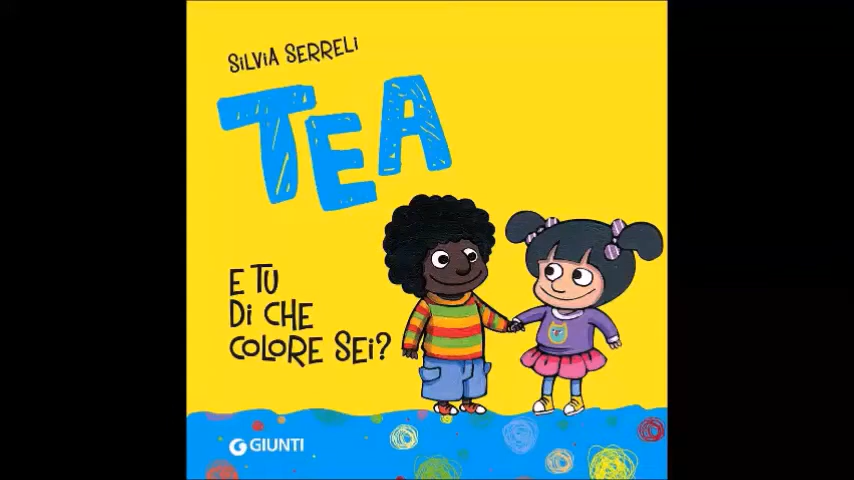 SILVIA SERRELI
TEA
E TU
DI CHE
COLORE SEI?
GIUNTI